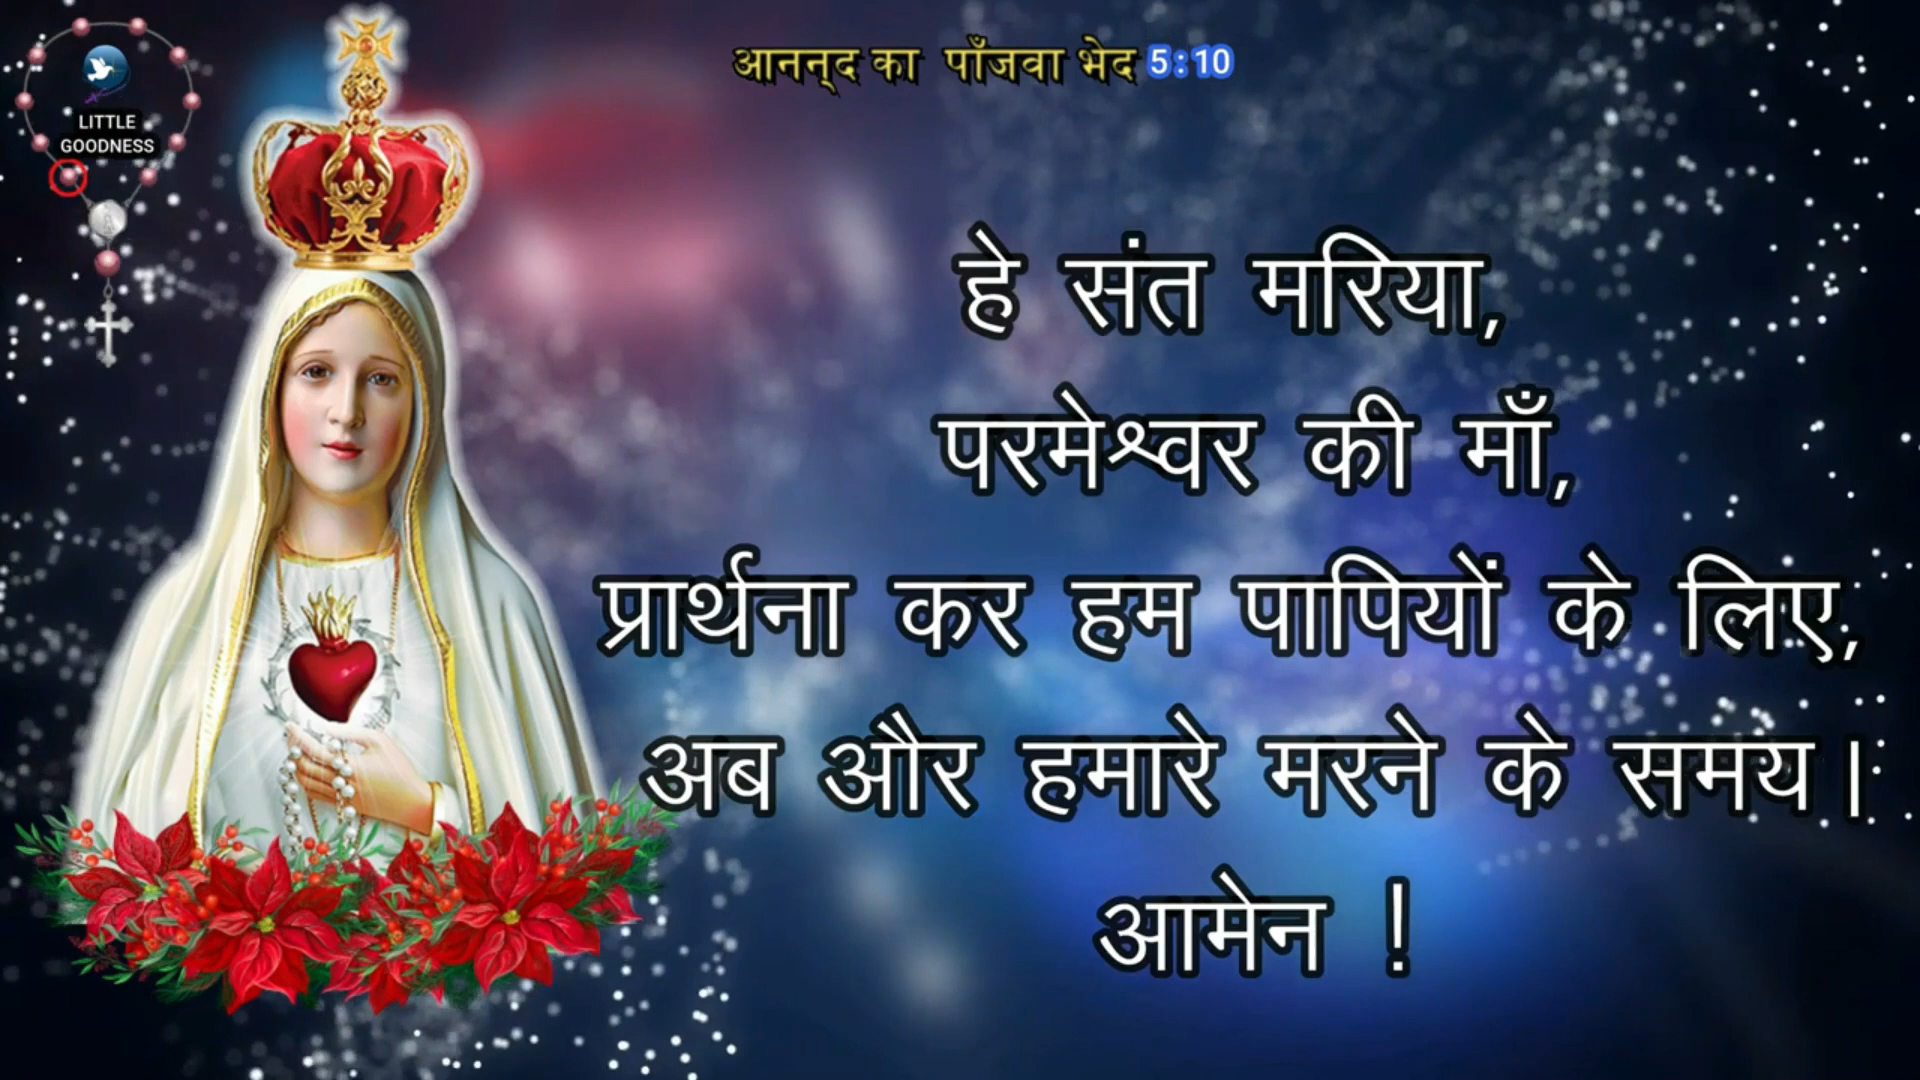 आनन्द का पाँजवा भेद 5:10
LITTLE
GOODNESS
हे संत मरिया,
परमेश्वर की माँ,
प्रार्थना कर हम पापियों के लिए,
अब और हमारे मरने के समय।
आमेन !